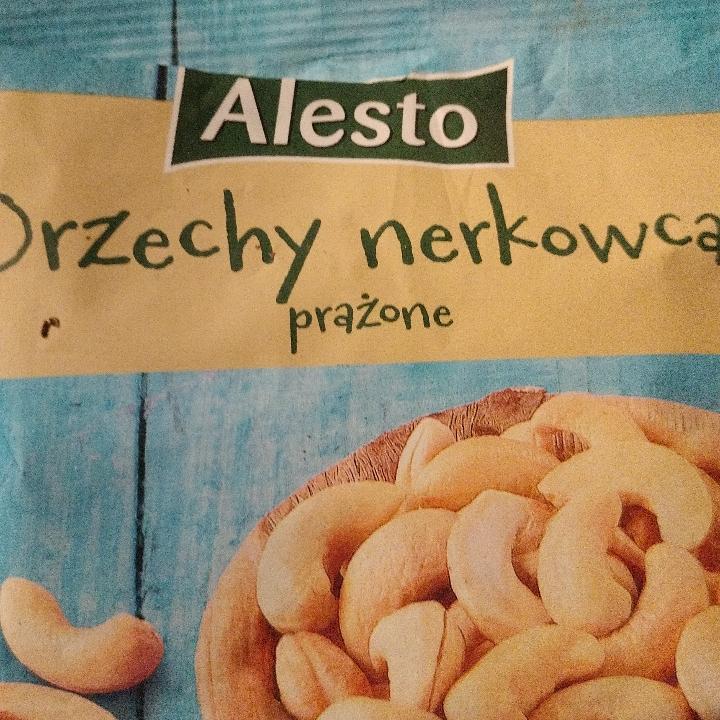 Alesto
Orzechy nerkowca
prażone